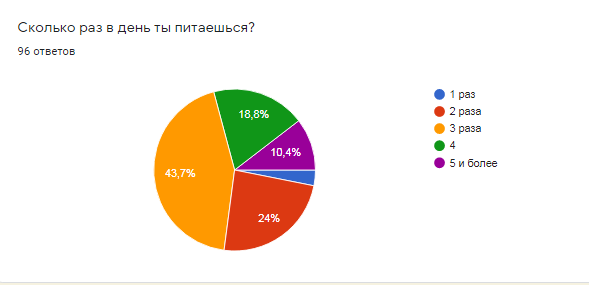 Сколько раз в день ты питаешься?
96 ответов
18,8%
10,4%
43,7%
24%
1 раз
2 раза
3 раза
4
5 и более